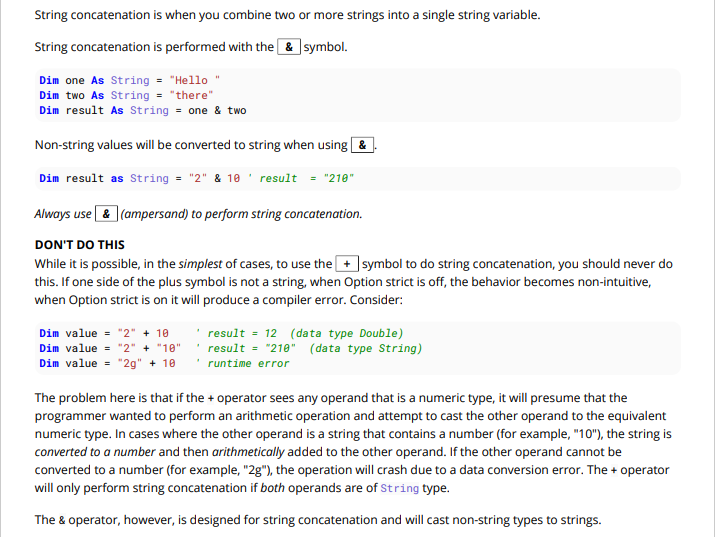 String concatenation is when you combine two or more strings into a single string variable.
String concatenation is performed with the & symbol.
Dim one As String = "Hello "
Dim two As String = "there"
Dim result As String = one & two
Non-string values will be converted to string when using & .
Dim result as String = "2" & 10 ' result = "210"
Always use & (ampersand) to perform string concatenation.
DON'T DO THIS
While it is possible, in the simplest of cases, to use the + symbol to do string concatenation, you should never do
this. If one side of the plus symbol is not a string, when Option strict is off, the behavior becomes non-intuitive,
when Option strict is on it will produce a compiler error. Consider:
Dim value = "2" + 10 ' result = 12 (data type Double)
Dim value = "2" + "10" ' result = "210" (data type String)
Dim value = "2g" + 10 ' runtime error
The problem here is that if the + operator sees any operand that is a numeric type, it will presume that the
programmer wanted to perform an arithmetic operation and attempt to cast the other operand to the equivalent
numeric type. In cases where the other operand is a string that contains a number (for example, "10"), the string is
converted to a number and then arithmetically added to the other operand. If the other operand cannot be
converted to a number (for example, "2g"), the operation will crash due to a data conversion error. The + operator
will only perform string concatenation if both operands are of String type.
The & operator, however, is designed for string concatenation and will cast non-string types to strings.